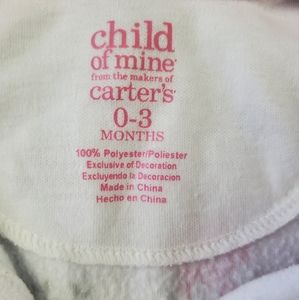 child
of mine
from the makers of
carter's
0-3
MONTHS
100% Polyester/Poliester
Exclusive of Decoration
Excluyendo la Decoracion
Made in China
Hecho en China